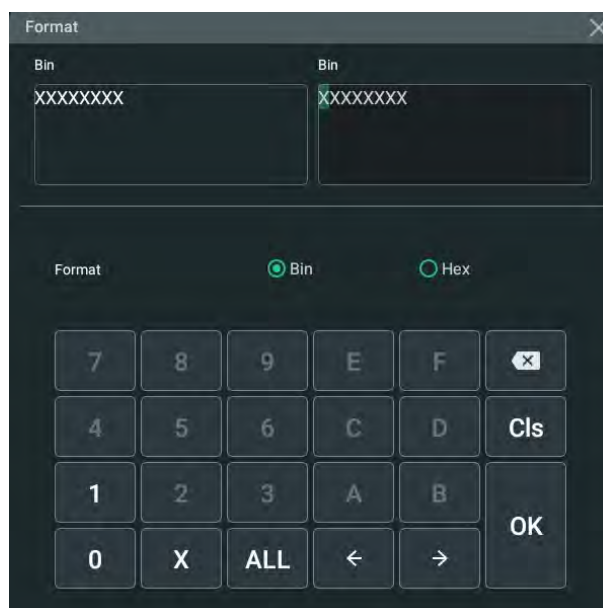 Format
Bin Bin
XXXXXXXX XXXXXXXX
Format Bin Hex
7 8 9 E F
4 5 6 C D Cls
1 2 3 A B
OK
0 X ALL ← →